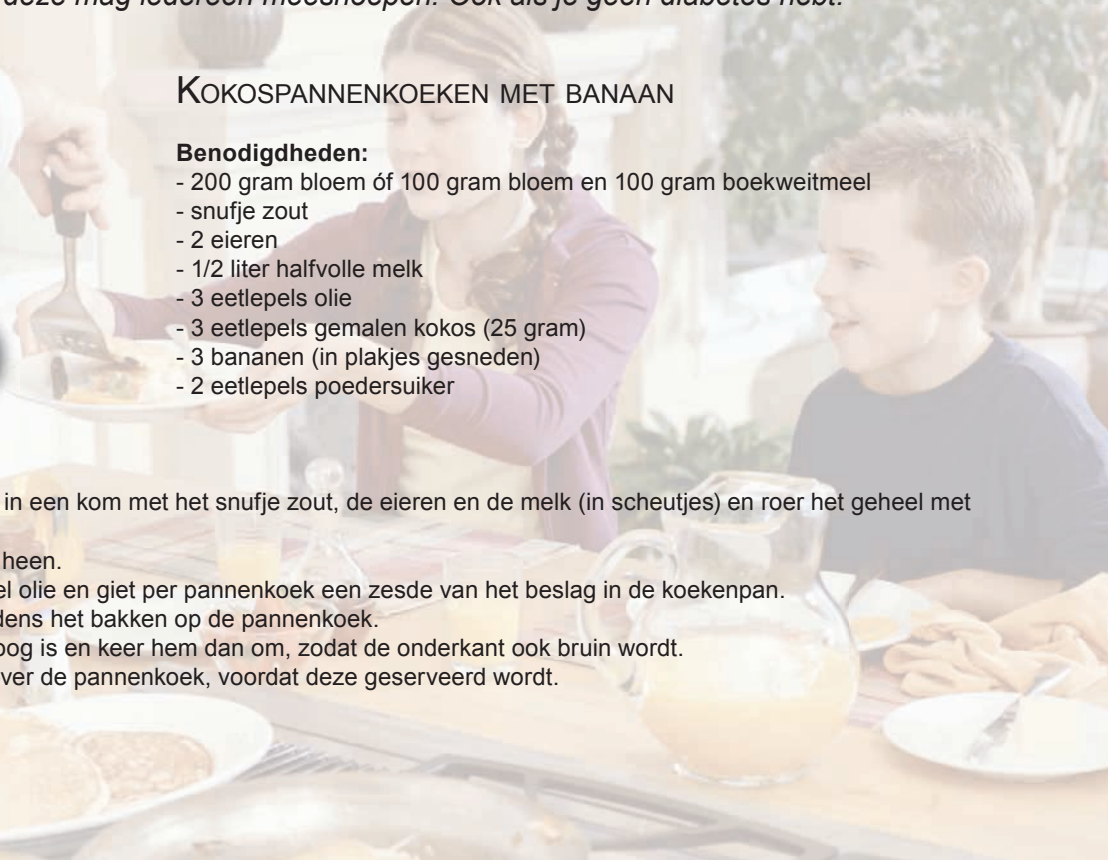 deze mag iedereen meesnoepen. Ook als je geen diabetes hebt.
KOKOSPANNENKOEKEN MET BANAAN
Benodigdheden:
- 200 gram bloem óf 100 gram bloem en 100 gram boekweitmeel
- snufje zout
- 2 eieren
- 1/2 liter halfvolle melk
- 3 eetlepels olie
- 3 eetlepels gemalen kokos (25 gram)
- 3 bananen (in plakjes gesneden)
- 2 eetlepels poedersuiker
in een kom met het snufje zout, de eieren en de melk (in scheutjes) en roer het geheel met
heen.
el olie en giet per pannenkoek een zesde van het beslag in de koekenpan.
dens het bakken op de pannenkoek.
oog is en keer hem dan om, zodat de onderkant ook bruin wordt.
ver de pannenkoek, voordat deze geserveerd wordt.